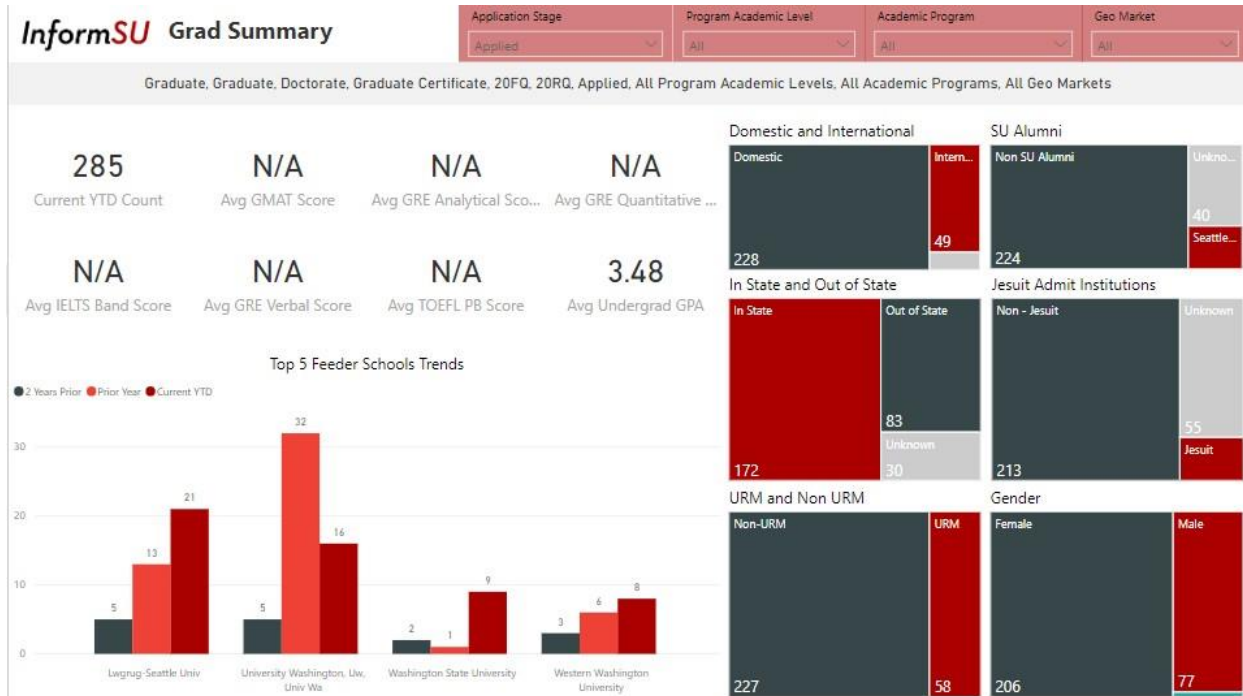 InformSU Grad Summary
Application Stage
Applied
Program Academic Level
All
Academic Program
All
Geo Market
All
Graduate, Graduate, Doctorate, Graduate Certificate, 20FQ, 20RQ, Applied, All Program Academic Levels, All Academic Programs, All Geo Markets
285
Current YTD Count
N/A
Avg GMAT Score
N/A
Avg GRE Analytical Sco...
N/A
Avg GRE Quantitative ...
N/A
Avg IELTS Band Score
N/A
Avg GRE Verbal Score
N/A
Avg TOEFL PB Score
3.48
Avg Undergrad GPA
Top 5 Feeder Schools Trends
2 Years Prior Prior Year Current YTD
30
20
10
0
5
13
21
5
32
16
2
1
9
3
6
8
Lwgrug-Seattle Univ
University Washington, Uw,
Univ Wa
Washington State University
Western Washington
University
Domestic and International
Domestic
228
Intern...
49
SU Alumni
Non SU Alumni
224
Unkno...
40
Seattle...
In State and Out of State
In State
172
Out of State
83
Unknown
30
Jesuit Admit Institutions
Non - Jesuit
213
Unknown
55
Jesuit
URM and Non URM
Non-URM
227
URM
58
Gender
Female
206
Male
77